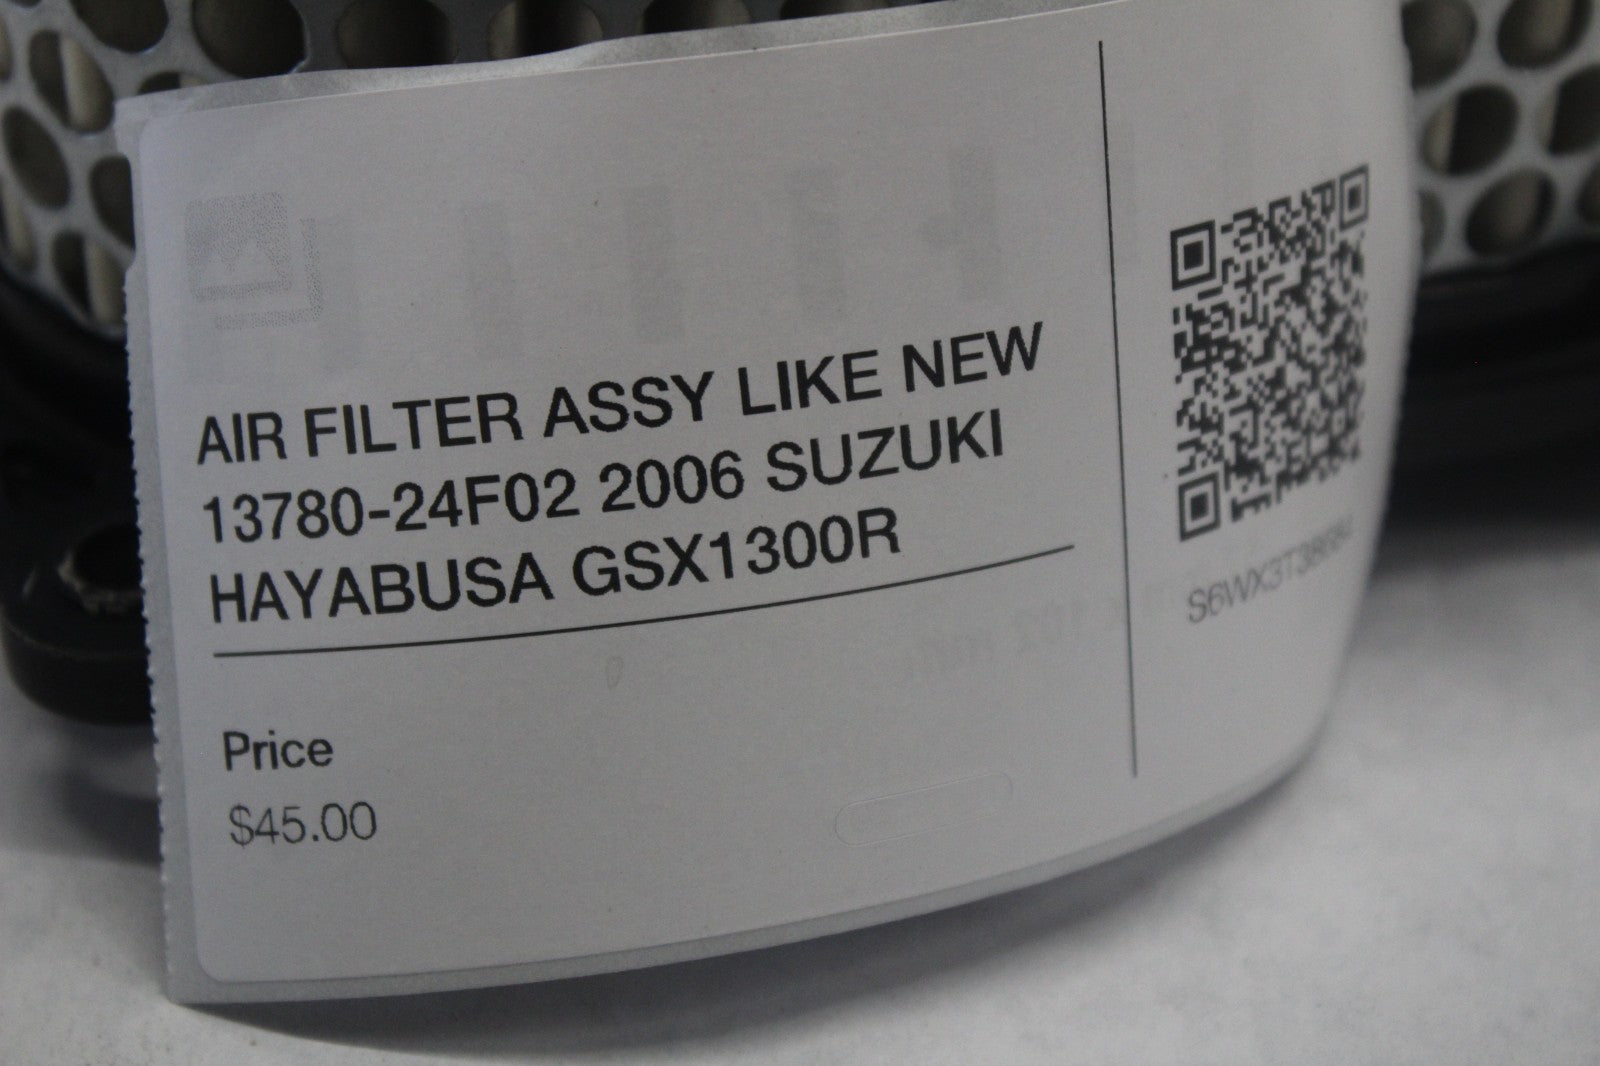 AIR FILTER ASSY LIKE NEW
13780-24F02 2006 SUZUKI
HAYABUSA GSX1300R
Price
$45.00